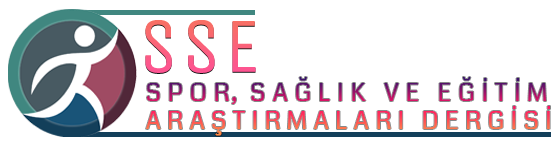 SSE
SPOR, SAĞLIK VE EĞİTİM
ARAŞTIRMALARI DERGİSİ